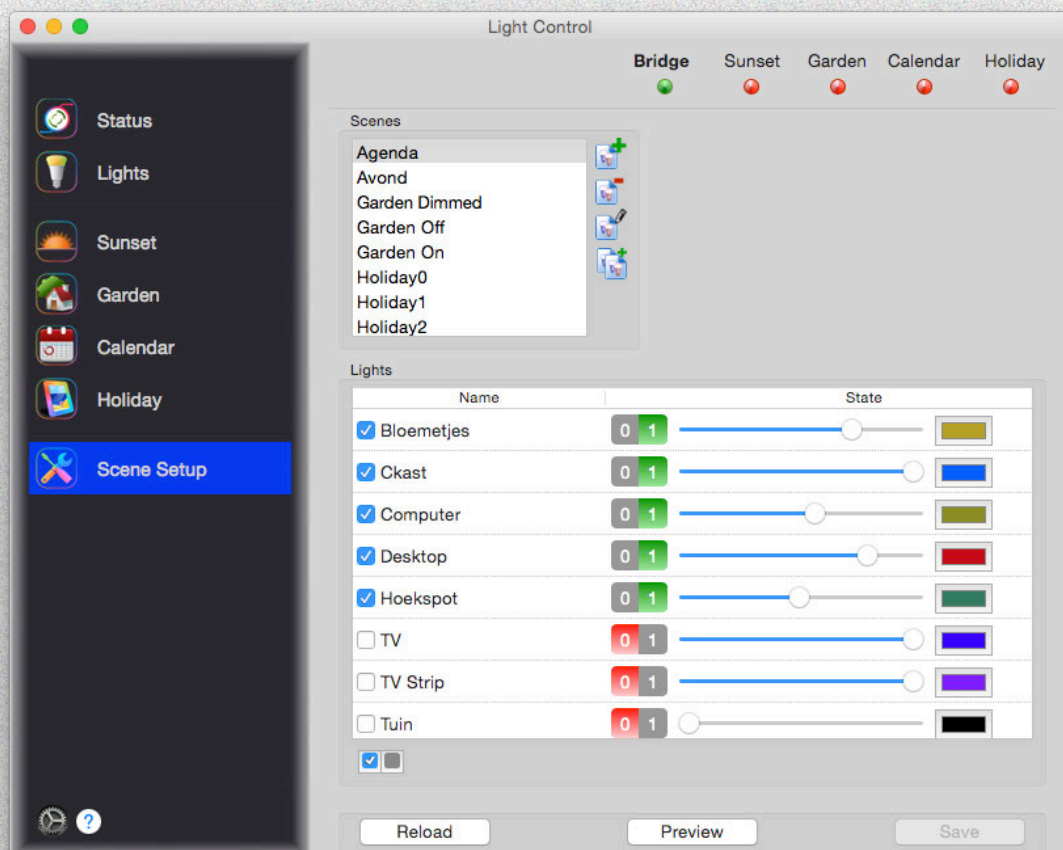 Light Control
Bridge Sunset Garden Calendar Holiday
Status
Lights
Sunset
Garden
Calendar
Holiday
Scene Setup
?
Scenes
Agenda
Avond
Garden Dimmed
Garden Off
Garden On
Holiday0
Holiday1
Holiday2
Lights
Name State
Bloemetjes 0 1
Ckast 0 1
Computer 0 1
Desktop 0 1
Hoekspot 0 1
TV 0 1
TV Strip 0 1
Tuin 0 1
Reload Preview Save